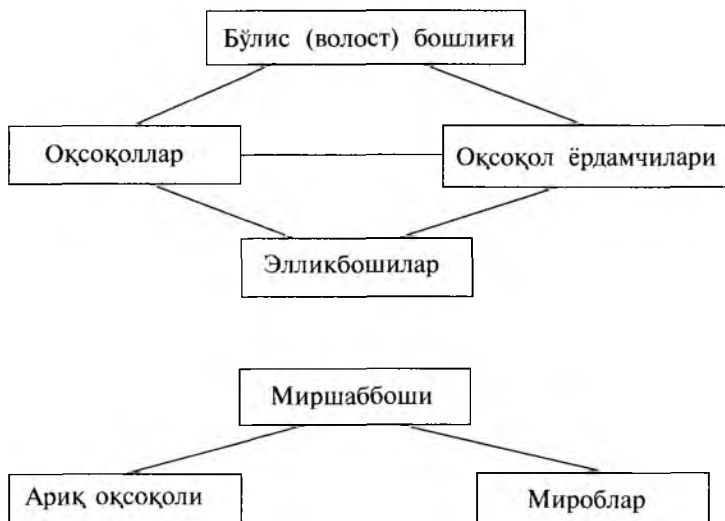 Бўлис (волост) бошлиғи
Оқсоқоллар
Оқсоқол ёрдамчилари
Элликбошилар
Миршаббоши
Ариқ оқсоқоли
Мироблар